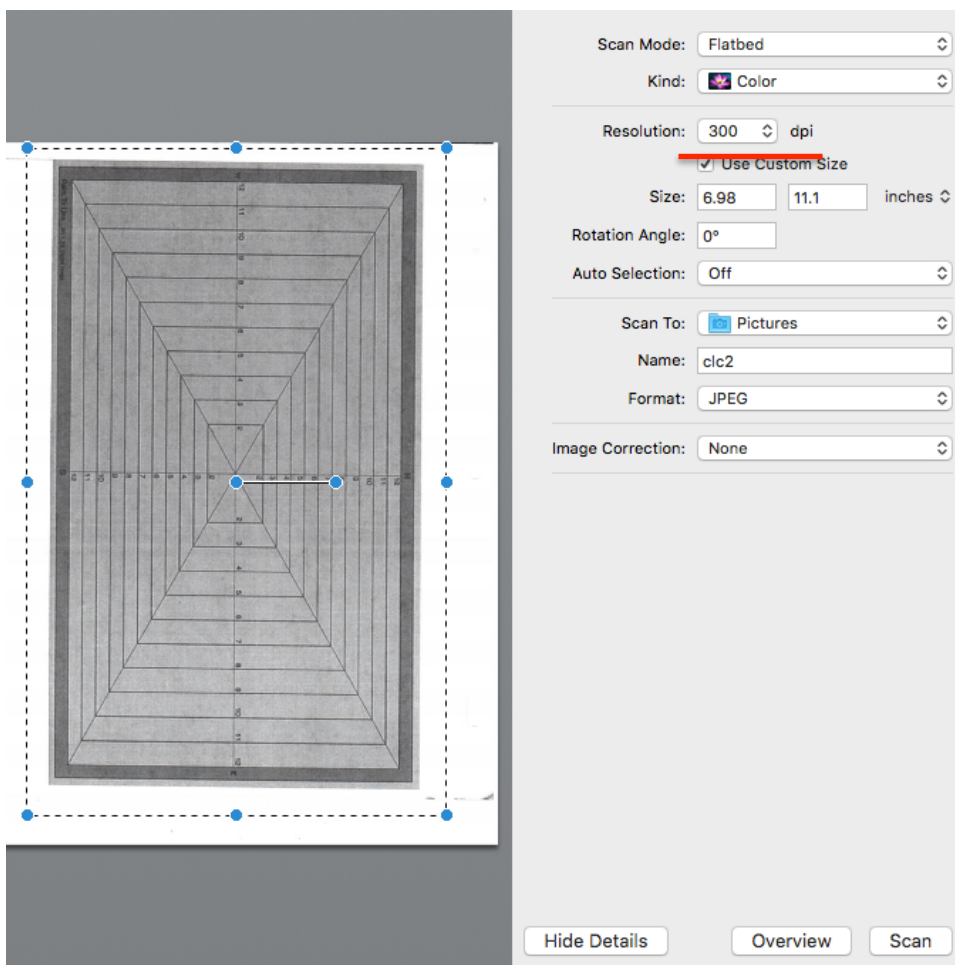 Scan Mode: Flatbed
Kind: Color
Resolution: 300 dpi
Use Custom Size
Size: 6.98 11.1 inches
Rotation Angle: 0°
Auto Selection: Off
Scan To: Pictures
Name: clc2
Format: JPEG
Image Correction: None
Hide Details Overview Scan